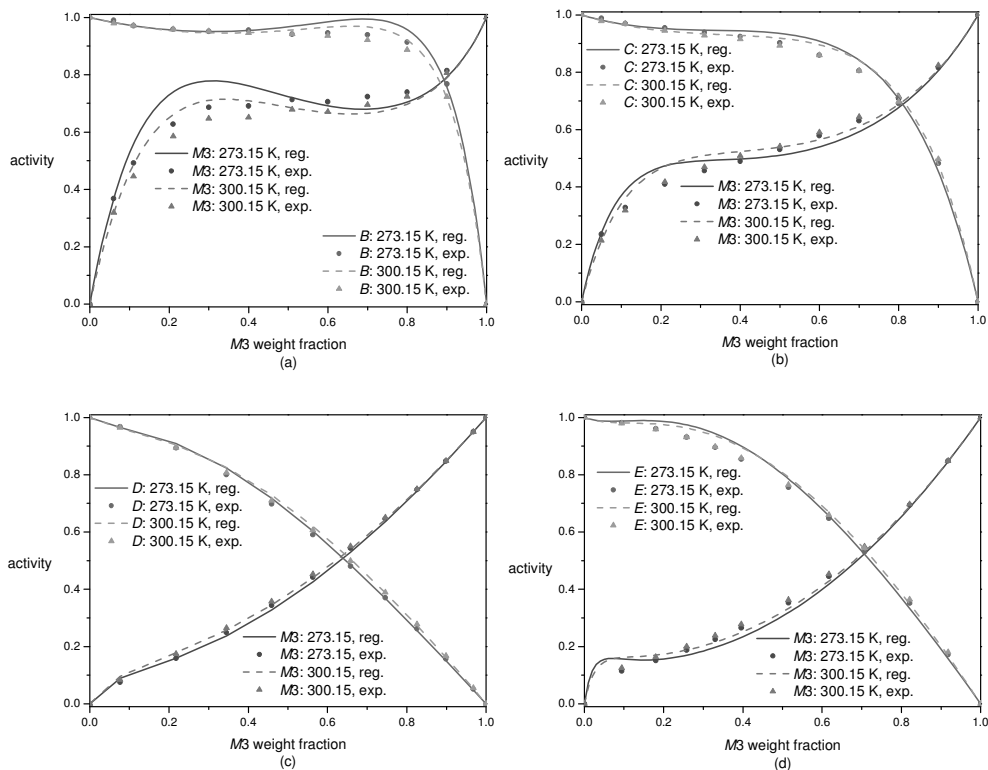 1.0
0.8
0.6
0.4
0.2
0.0
activity
M3: 273.15 K, reg.
M3: 273.15 K, exp.
M3: 300.15 K, reg.
M3: 300.15 K, exp.
B: 273.15 K, reg.
B: 273.15 K, exp.
B: 300.15 K, reg.
B: 300.15 K, exp.
0.0 0.2 0.4 0.6 0.8 1.0
M3 weight fraction
(a)
1.0
0.8
0.6
0.4
0.2
0.0
activity
C: 273.15 K, reg.
C: 273.15 K, exp.
C: 300.15 K, reg.
C: 300.15 K, exp.
M3: 273.15 K, reg.
M3: 273.15 K, exp.
M3: 300.15 K, reg.
M3: 300.15 K, exp.
0.0 0.2 0.4 0.6 0.8 1.0
M3 weight fraction
(b)
1.0
0.8
0.6
0.4
0.2
0.0
activity
D: 273.15 K, reg.
D: 273.15 K, exp.
D: 300.15 K, reg.
D: 300.15 K, exp.
M3: 273.15, reg.
M3: 273.15, exp.
M3: 300.15, reg.
M3: 300.15, exp.
0.0 0.2 0.4 0.6 0.8 1.0
M3 weight fraction
(c)
1.0
0.8
0.6
0.4
0.2
0.0
activity
E: 273.15 K, reg.
E: 273.15 K, exp.
E: 300.15 K, reg.
E: 300.15 K, exp.
M3: 273.15 K, reg.
M3: 273.15 K, exp.
M3: 300.15 K, reg.
M3: 300.15 K, exp.
0.0 0.2 0.4 0.6 0.8 1.0
M3 weight fraction
(d)